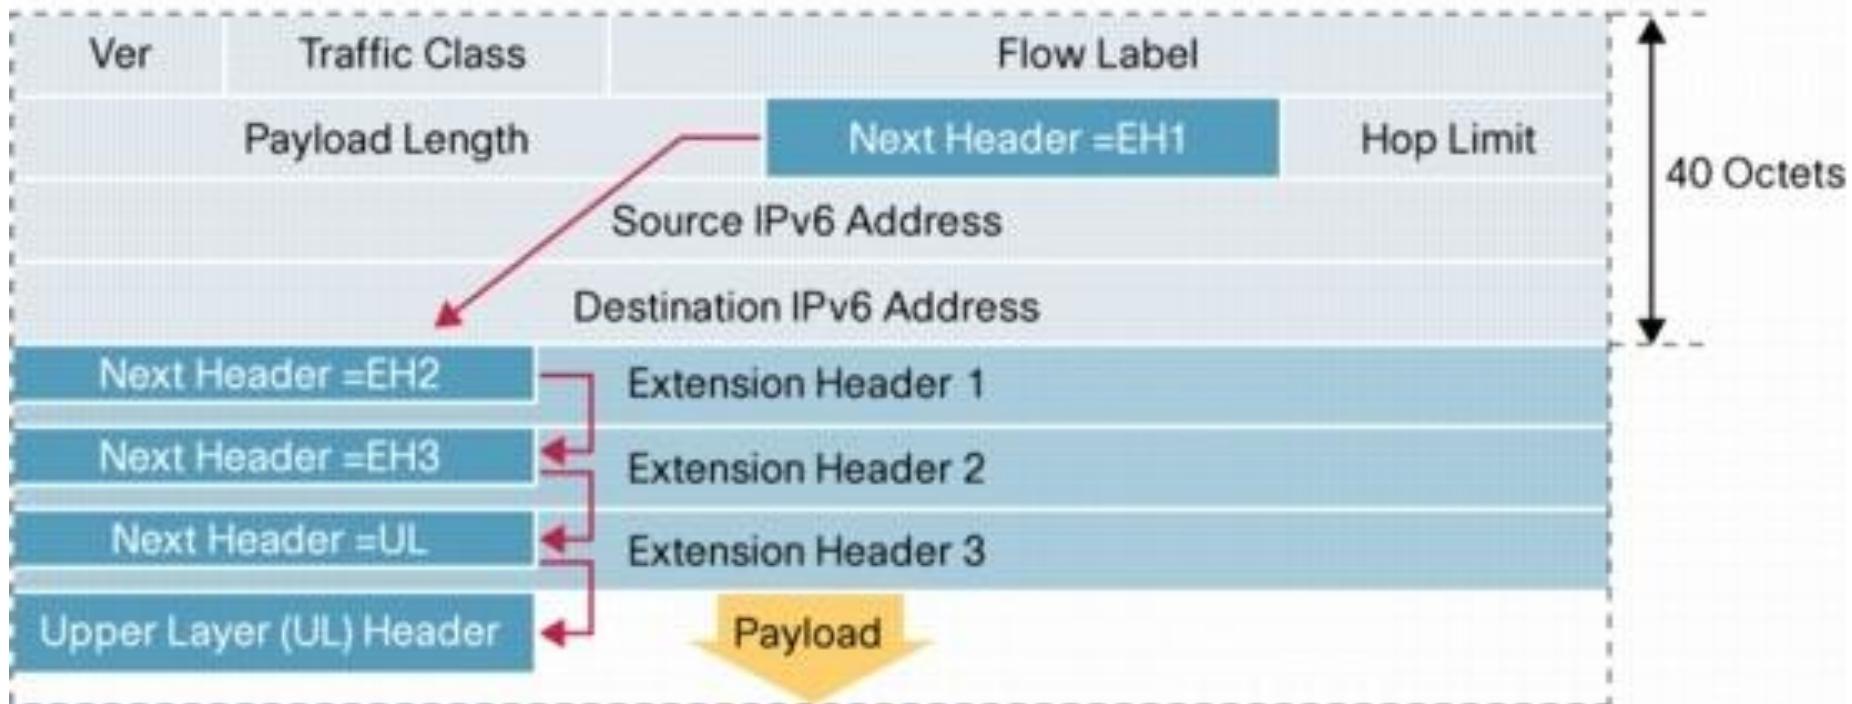 Ver Traffic Class Flow Label
Payload Length Next Header =EH1 Hop Limit
40 Octets
Source IPv6 Address
Destination IPv6 Address
Next Header =EH2 Extension Header 1
Next Header =EH3 Extension Header 2
Next Header =UL Extension Header 3
Upper Layer (UL) Header Payload